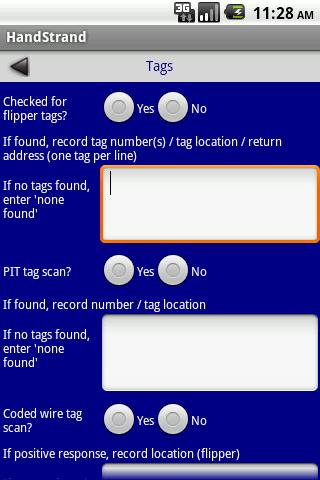 3G
11:28 AM
HandStrand
Tags
Checked for
flipper tags?
Yes
No
If found, record tag number(s) / tag location / return
address (one tag per line)
If no tags found,
enter 'none
found'
PIT tag scan?
Yes
No
If found, record number / tag location
If no tags found,
enter 'none
found'
Coded wire tag
scan?
Yes
No
If positive response, record location (flipper)